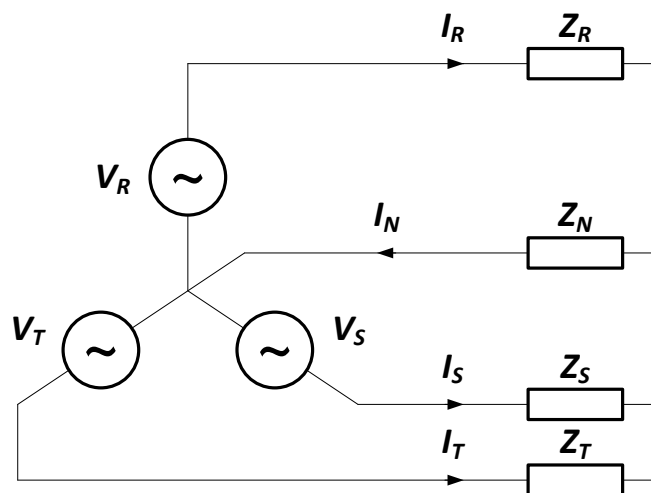 I_R Z_R
V_R ~
I_N Z_N
V_T ~ ~ V_S
I_S Z_S
I_T Z_T